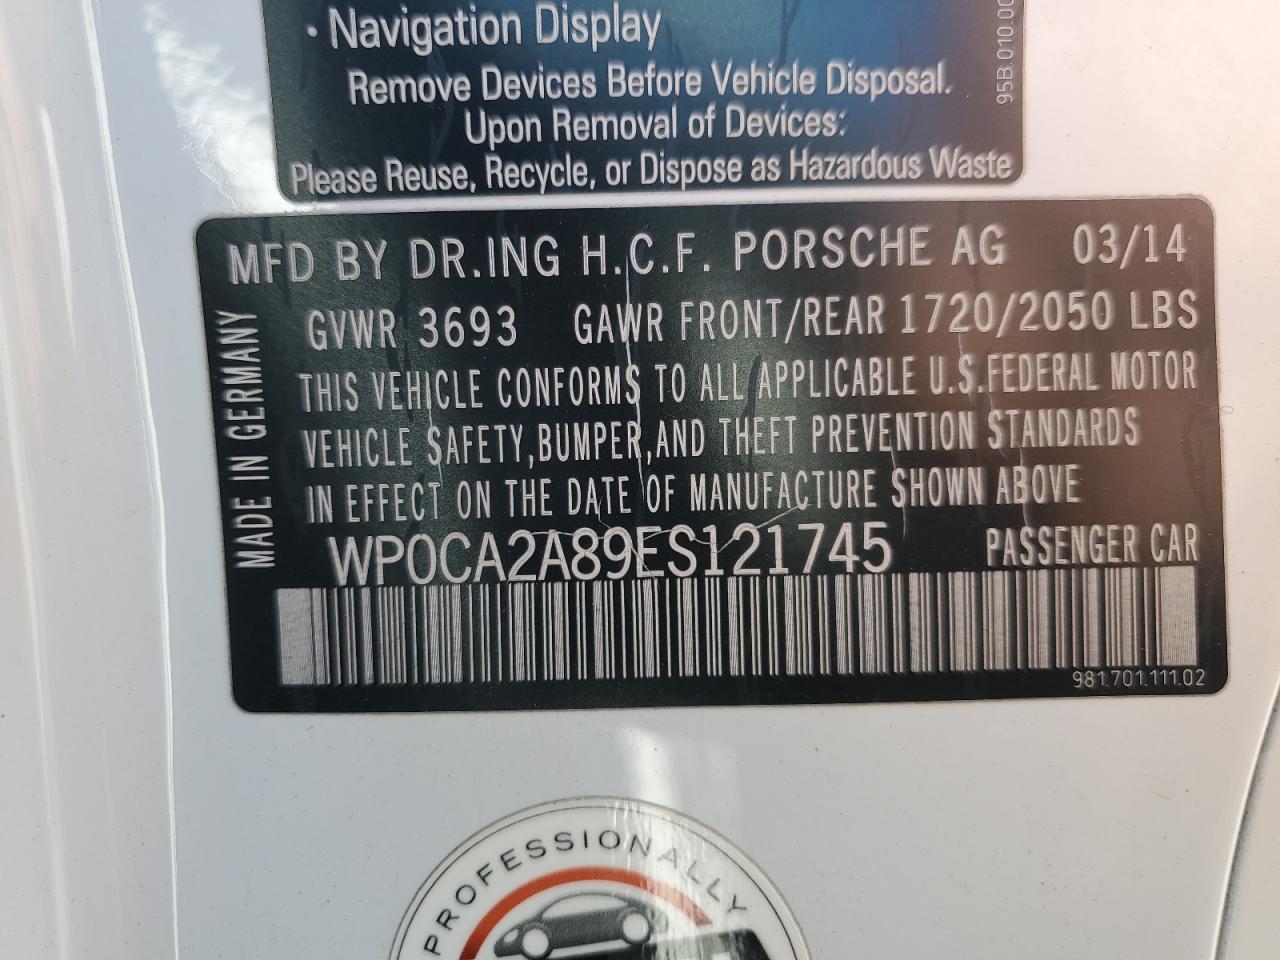 · Navigation Display
Remove Devices Before Vehicle Disposal.
Upon Removal of Devices:
Please Reuse, Recycle, or Dispose as Hazardous Waste
95B.010.00
MFD BY DR.ING H.C.F. PORSCHE AG 03/14
GVWR 3693 GAWR FRONT/REAR 1720/2050 LBS
THIS VEHICLE CONFORMS TO ALL APPLICABLE U.S.FEDERAL MOTOR
VEHICLE SAFETY,BUMPER,AND THEFT PREVENTION STANDARDS
IN EFFECT ON THE DATE OF MANUFACTURE SHOWN ABOVE
WP0CA2A89ES121745 PASSENGER CAR
MADE IN GERMANY
981.701.111.02
PROFESSIONALLY